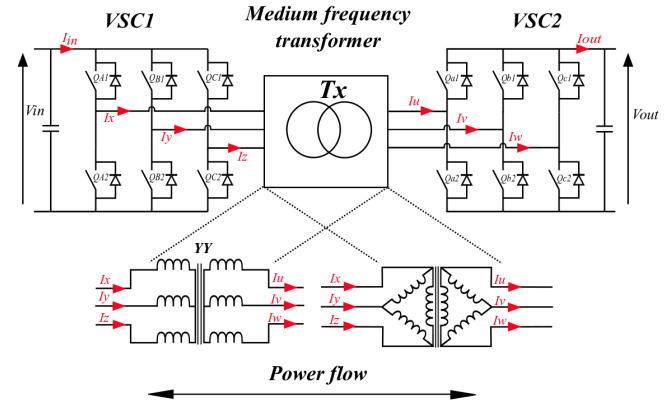 VSC1
Medium frequency
transformer
VSC2
Iin
Iout
QA1
QB1
QC1
Tx
Qa1
Qb1
Qc1
Vin
Ix
Iu
Vout
Iy
Iv
Iz
Iw
QA2
QB2
QC2
Qa2
Qb2
Qc2
YY
Ix
Iu
Ix
Iu
Iy
Iv
Iy
Iv
Iz
Iw
Iz
Iw
Power flow